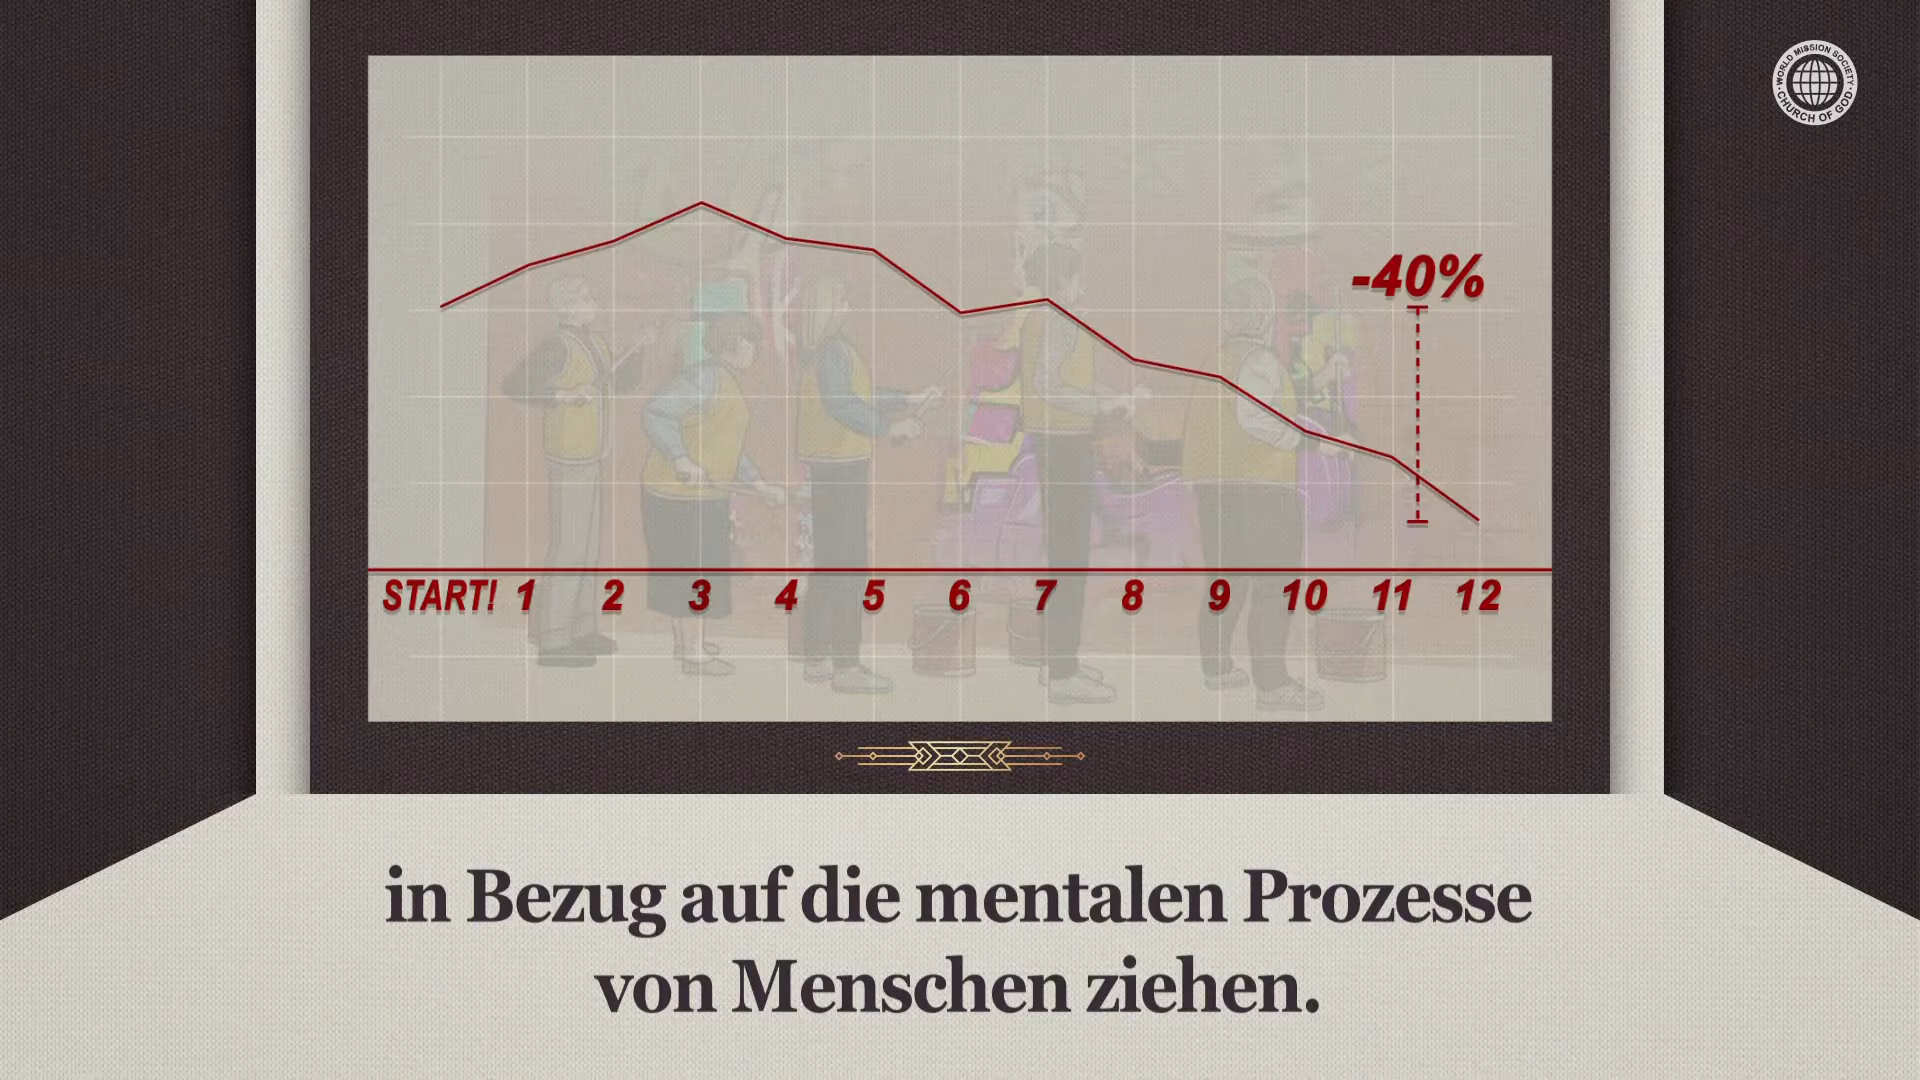 WORLD MISSION SOCIETY
CHURCH OF GOD
-40%
START! 1 2 3 4 5 6 7 8 9 10 11 12
in Bezug auf die mentalen Prozesse
von Menschen ziehen.